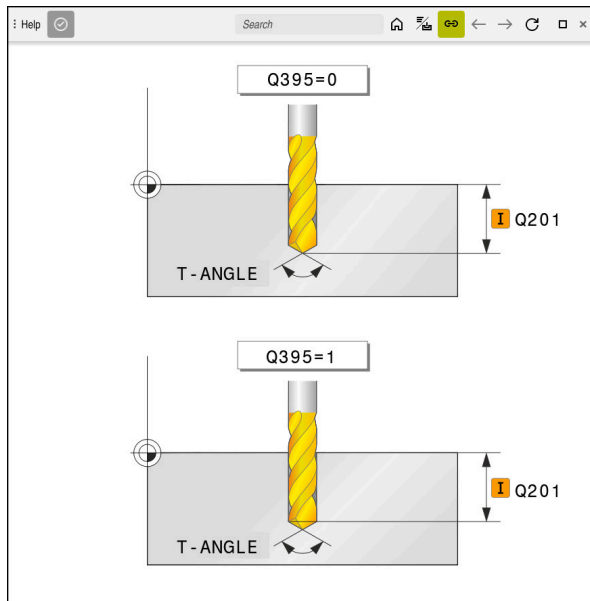 Help
Search
Q395=0
I Q201
T-ANGLE
Q395=1
I Q201
T-ANGLE